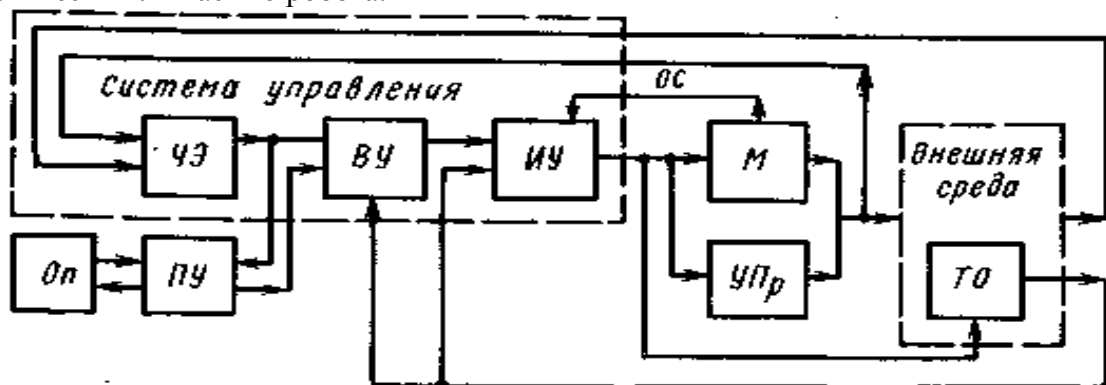 Система управления
ОС
ЧЭ
ВУ
ИУ
М
Внешняя
среда
Оп
ПУ
УПр
ТО